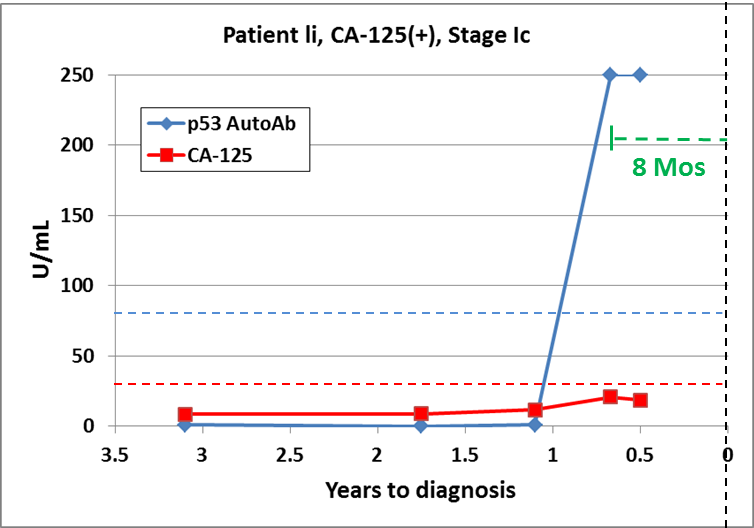 Patient li, CA-125(+), Stage Ic
250
200
150
100
50
0
U/mL
p53 AutoAb
CA-125
8 Mos
3.5 3 2.5 2 1.5 1 0.5 0
Years to diagnosis